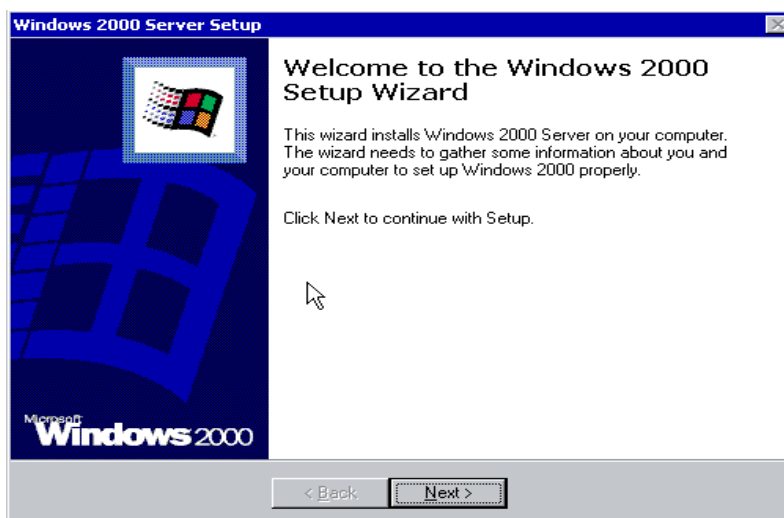 Windows 2000 Server Setup
Welcome to the Windows 2000
Setup Wizard
This wizard installs Windows 2000 Server on your computer.
The wizard needs to gather some information about you and
your computer to set up Windows 2000 properly.
Click Next to continue with Setup.
Microsoft
Windows 2000
< Back
Next >